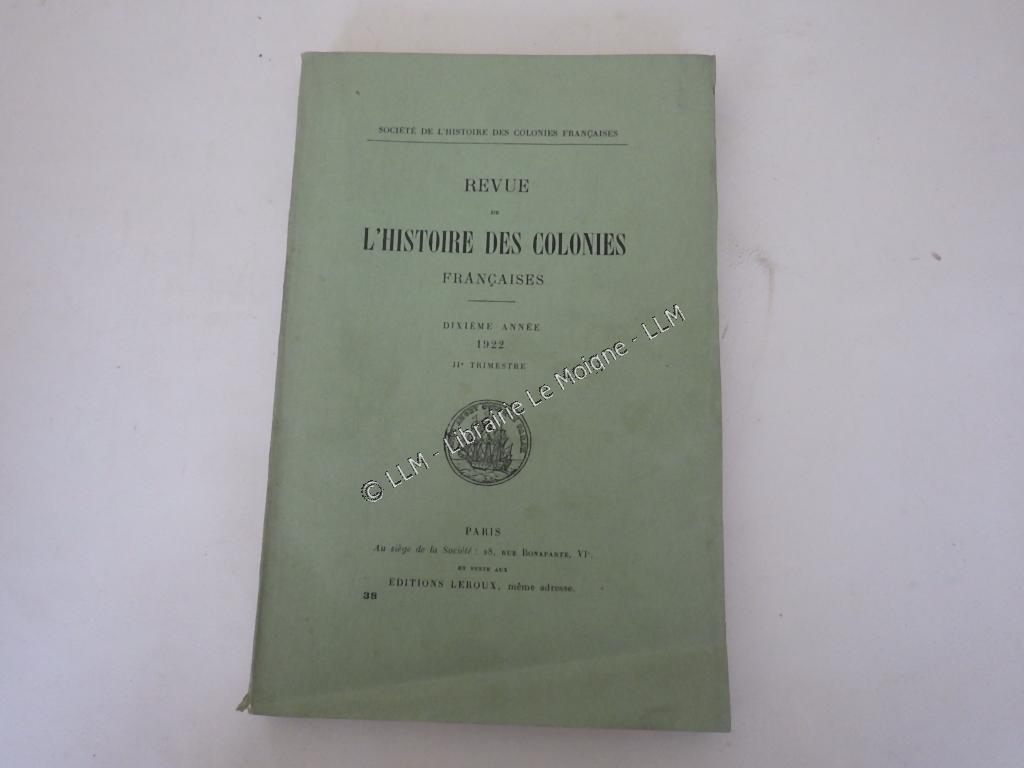 SOCIÉTÉ DE L'HISTOIRE DES COLONIES FRANÇAISES
REVUE
DE
L'HISTOIRE DES COLONIES
FRANÇAISES
DIXIÈME ANNÉE
1922
IIe TRIMESTRE
© LLM - Librairie Le Moigne - LLM
PARIS
Au siège de la Société : 28, RUE BONAPARTE, VIe.
EN VENTE AUX
ÉDITIONS LEROUX, même adresse.
38